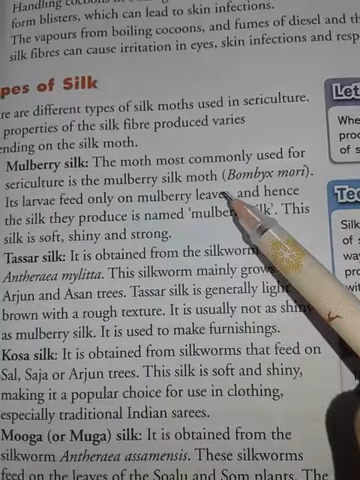 Handling cocoons in
form blisters, which can lead to skin infections.
The vapours from boiling cocoons, and fumes of diesel and th
silk fibres can cause irritation in eyes, skin infections and resp
pes of Silk
re are different types of silk moths used in sericulture.
properties of the silk fibre produced varies
ending on the silk moth.
Mulberry silk: The moth most commonly used for
sericulture is the mulberry silk moth (Bombyx mori).
Its larvae feed only on mulberry leaves, and hence
the silk they produce is named 'mulberry silk'. This
silk is soft, shiny and strong.
Tassar silk: It is obtained from the silkworm
Antheraea mylitta. This silkworm mainly grows
Arjun and Asan trees. Tassar silk is generally light
brown with a rough texture. It is usually not as shiny
as mulberry silk. It is used to make furnishings.
Kosa silk: It is obtained from silkworms that feed on
Sal, Saja or Arjun trees. This silk is soft and shiny,
making it a popular choice for use in clothing,
especially traditional Indian sarees.
Mooga (or Muga) silk: It is obtained from the
silkworm Antheraea assamensis. These silkworms
feed on the leaves of the Soalu and Som plants. The
Let
Whe
proc
of s
Tec
Silk
of s
way
pro
wit